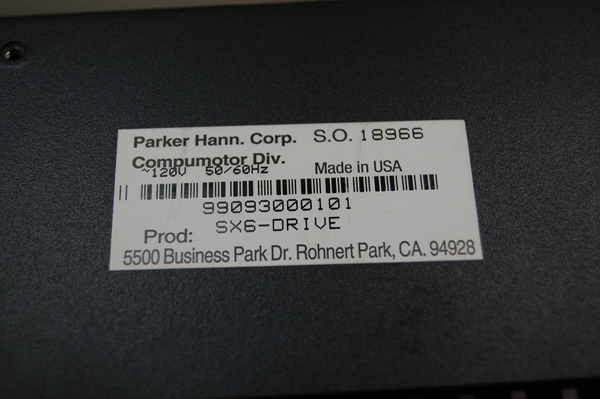 Parker Hann. Corp. S.O. 18966
Compumotor Div.
~120V 50/60Hz Made in USA
99093000101
Prod: SX6-DRIVE
5500 Business Park Dr. Rohnert Park, CA. 94928